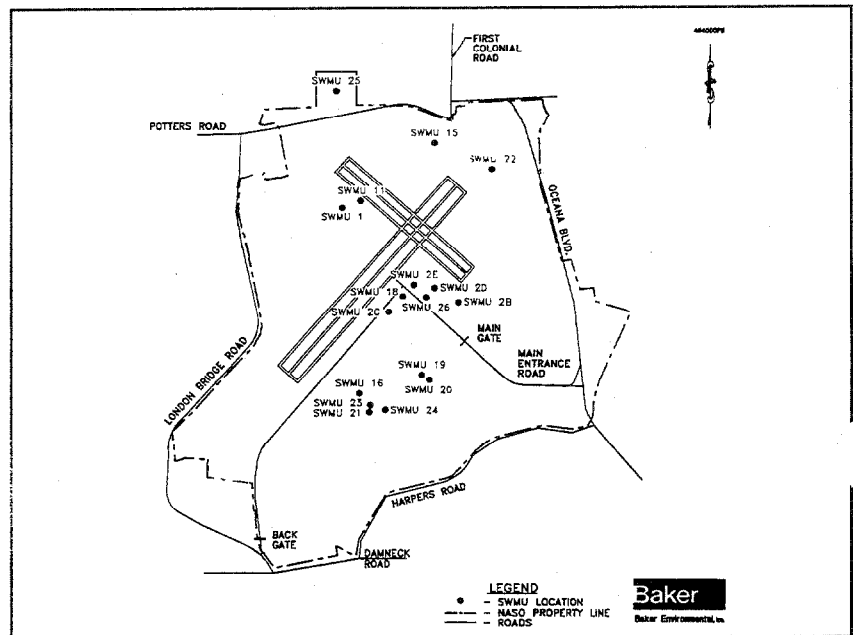 FIRST
COLONIAL
ROAD
SWMU 25
POTTERS ROAD
SWMU 15
SWMU 22
SWMU 11
SWMU 1
OCEANA BLVD.
SWMU 2E
SWMU 2D
SWMU 18
SWMU 2B
SWMU 26
SWMU 2C
MAIN
GATE
MAIN
ENTRANCE
ROAD
SWMU 19
SWMU 20
LONDON BRIDGE ROAD
SWMU 16
SWMU 23
SWMU 24
SWMU 21
HARPERS ROAD
BACK
GATE
DAMNECK
ROAD
LEGEND
- SWMU LOCATION
- NASO PROPERTY LINE
- ROADS
Baker
Baker Environmental, Inc.